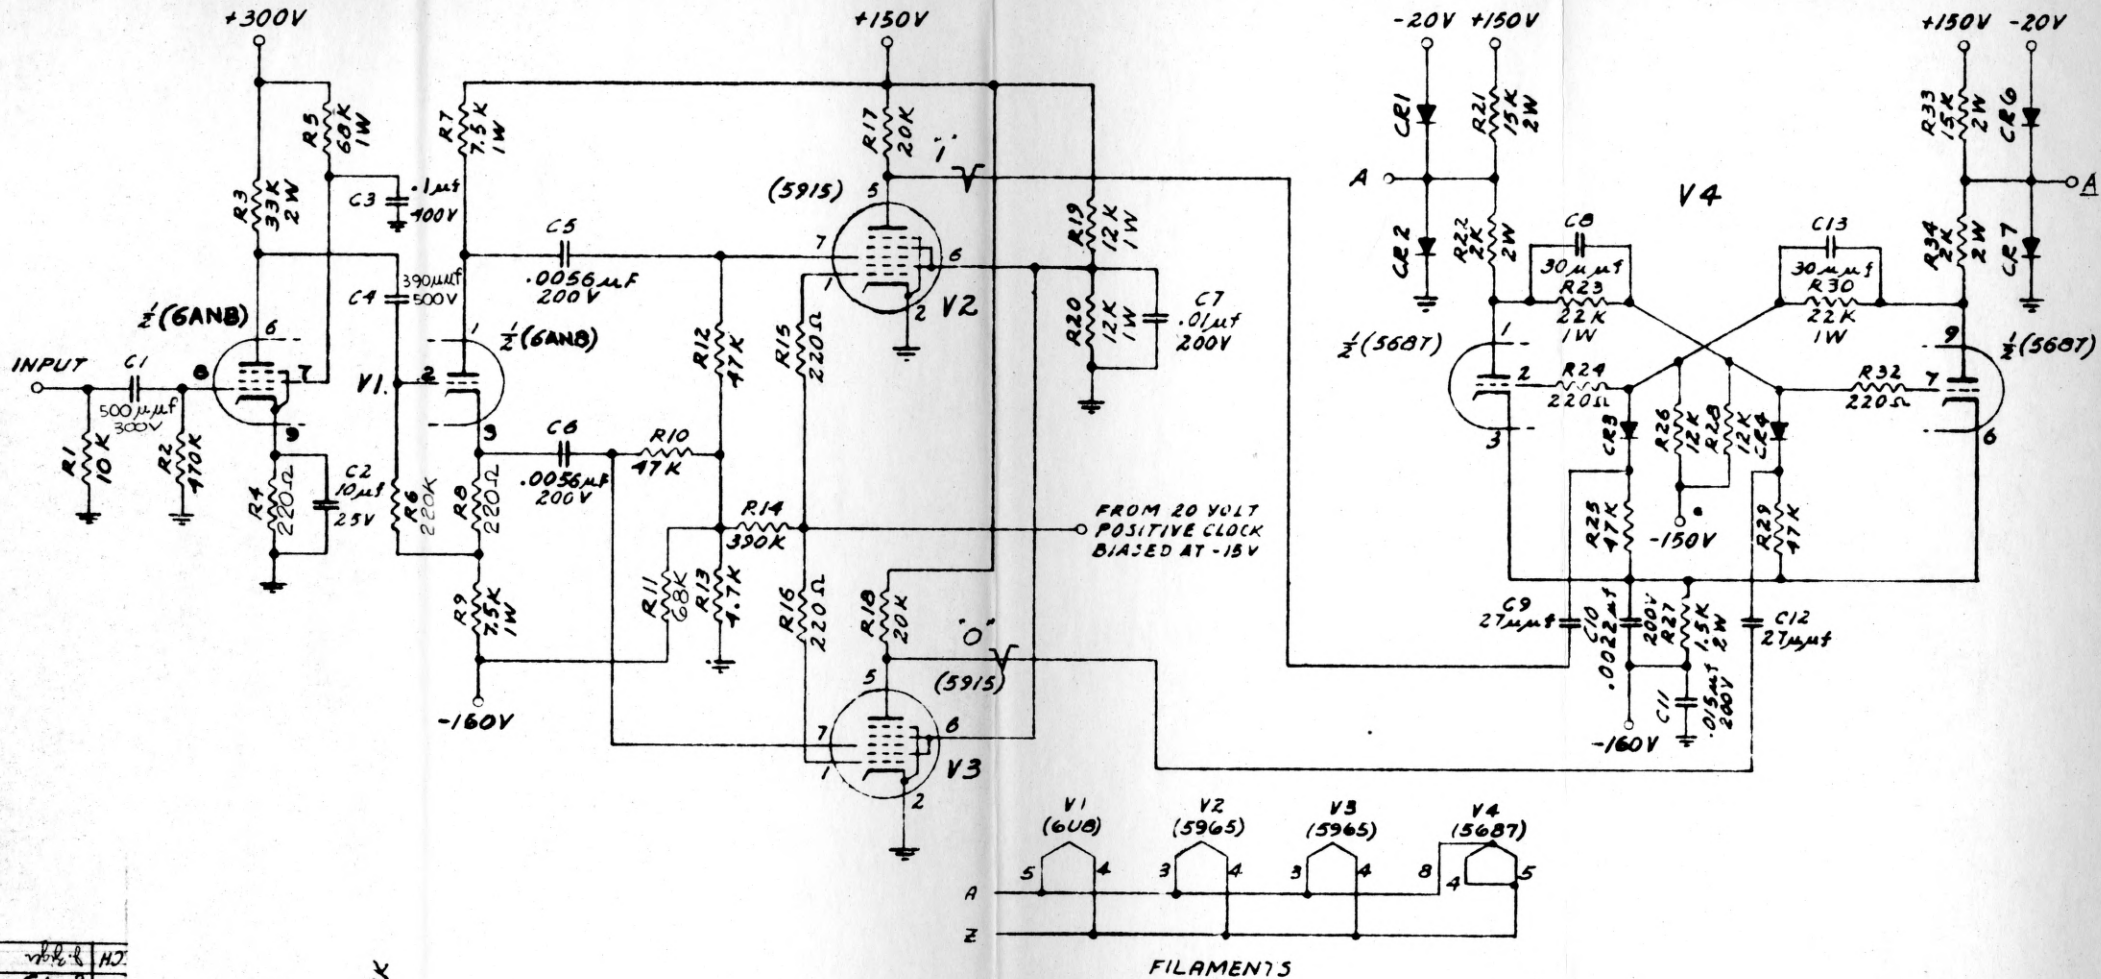 +300V
+150V
-20V +150V
+150V -20V
R5
68K
1W
R7
7.5K
1W
R17
20K
"1"
CR1
R21
15K
2W
R33
15K
2W
CR6
R3
33K
2W
C3
.1µf
400V
(5915)
5
A
V4
A
C5
.0056µF
200V
7
1
6
2
V2
R19
12K
1W
CR2
R22
2K
2W
C8
30µµf
R23
22K
1W
C13
30µµf
R30
22K
1W
R34
2K
2W
CR7
C4
390µµf
500V
½(6AN8)
6
1
½(6AN8)
R12
47K
R15
220Ω
R20
12K
1W
C7
.01µf
200V
½(5687)
1
9
½(5687)
INPUT
C1
500µµf
300V
8
7
V1.
2
2
R24
220Ω
R32
220Ω
7
R1
10K
R2
470K
9
3
C6
.0056µF
200V
R10
47K
3
CR3
R26
12K
R28
12K
CR4
6
R4
220Ω
C2
10µf
25V
R6
220K
R8
220Ω
R14
390K
FROM 20 VOLT
POSITIVE CLOCK
BIASED AT -15V
R25
47K
-150V
R29
47K
R9
7.5K
1W
R11
68K
R13
4.7K
R16
220Ω
R18
20K
"0"
C9
27µµf
C10
.0022µf
200V
R27
1.5K
2W
C12
27µµf
-160V
5
(5915)
C11
.015µf
200V
-160V
7
1
6
2
V3
V1
(6U8)
V2
(5965)
V3
(5965)
V4
(5687)
5
4
3
4
3
4
8
4
5
A
Z
FILAMENTS
CH
K